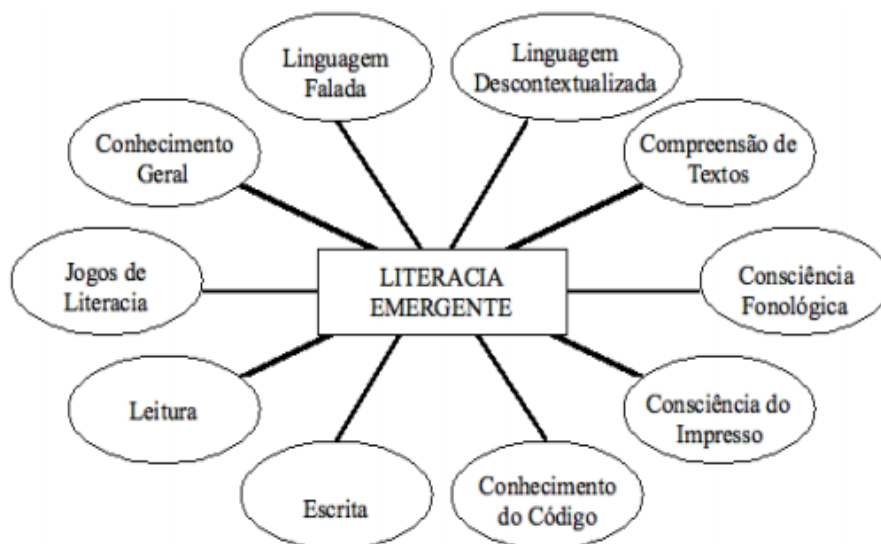 Linguagem
Falada
Linguagem
Descontextualizada
Conhecimento
Geral
Compreensão de
Textos
Jogos de
Literacia
LITERACIA
EMERGENTE
Consciência
Fonológica
Leitura
Consciência do
Impresso
Escrita
Conhecimento
do Código